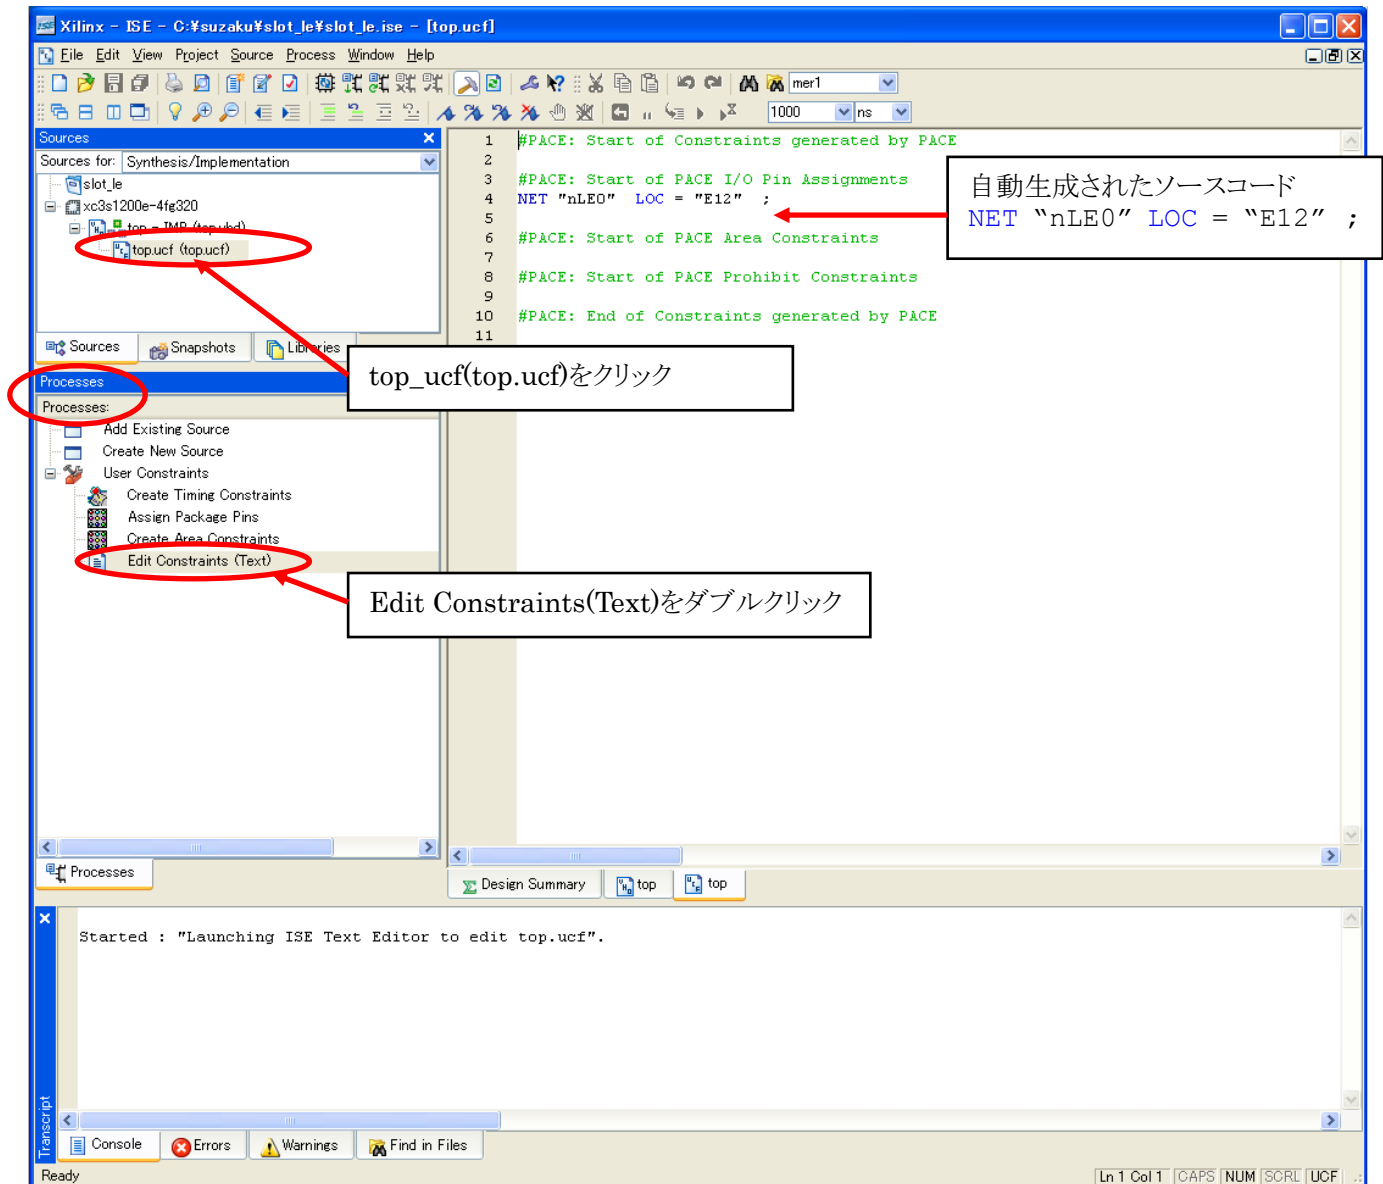 Xilinx - ISE - C:¥suzaku¥slot_le¥slot_le.ise - [top.ucf]
File Edit View Project Source Process Window Help
mer1
1000 ns
Sources
Sources for: Synthesis/Implementation
slot_le
xc3s1200e-4fg320
top - IMP (top.vhd)
top.ucf (top.ucf)
Sources Snapshots Libraries
Processes
Processes:
Add Existing Source
Create New Source
User Constraints
Create Timing Constraints
Assign Package Pins
Create Area Constraints
Edit Constraints (Text)
Processes
1 #PACE: Start of Constraints generated by PACE
2
3 #PACE: Start of PACE I/O Pin Assignments
4 NET "nLE0" LOC = "E12" ;
5
6 #PACE: Start of PACE Area Constraints
7
8 #PACE: Start of PACE Prohibit Constraints
9
10 #PACE: End of Constraints generated by PACE
11
自動生成されたソースコード
NET “nLE0” LOC = “E12” ;
top_ucf(top.ucf)をクリック
Edit Constraints(Text)をダブルクリック
Design Summary top top
Started : "Launching ISE Text Editor to edit top.ucf".
Transcript
Console Errors Warnings Find in Files
Ready
Ln 1 Col 1 CAPS NUM SCRL UCF